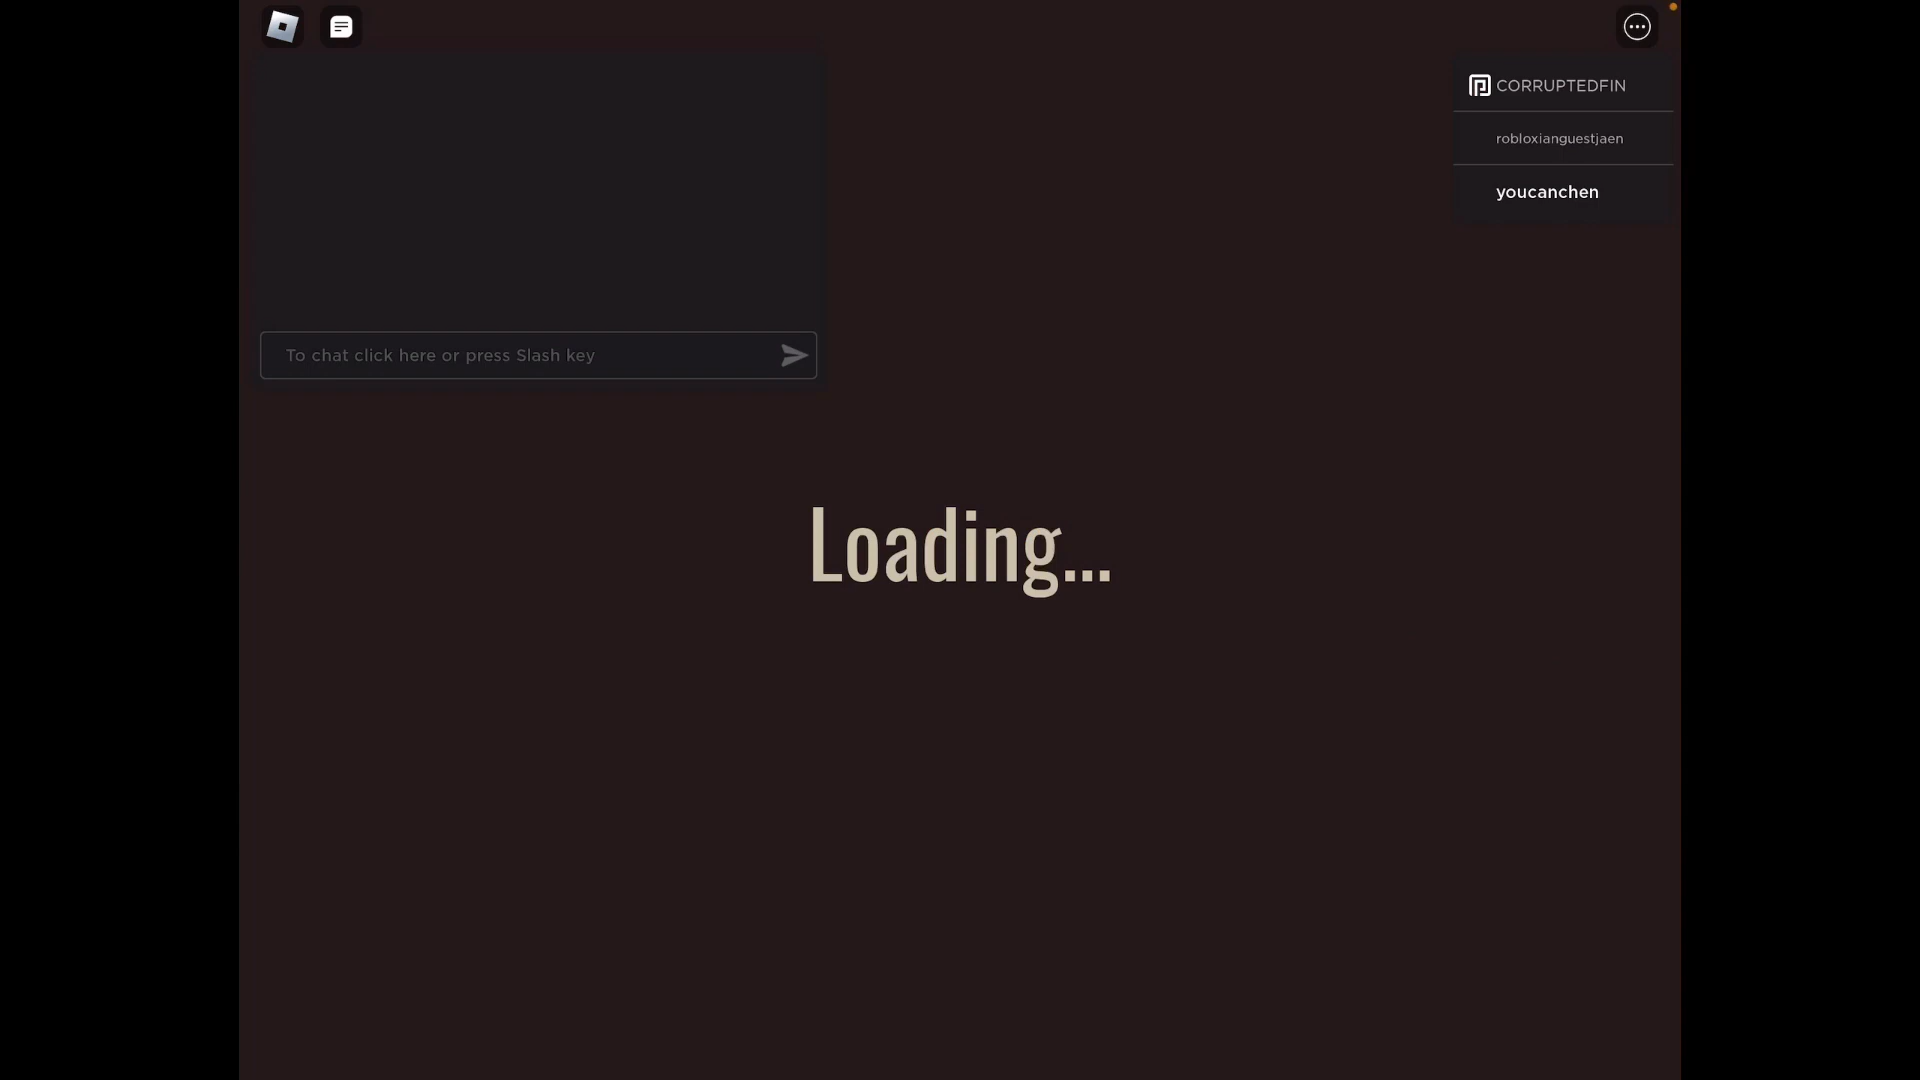 CORRUPTEDFIN
robloxianguestjaen
youcanchen
To chat click here or press Slash key
Loading...